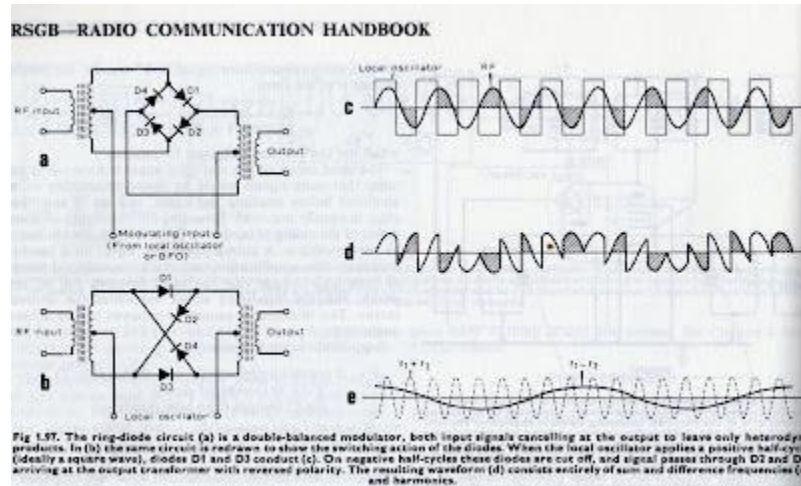 RSGB—RADIO COMMUNICATION HANDBOOK
D4
D1
RF input
D3
D2
Output
a
Modulating input
(From local oscillator
or BFO)
D1
D2
RF input
Output
D4
b
D3
Local oscillator
Local oscillator
RF
c
d
f1 + f2
f1 - f2
e
Fig 1.97. The ring-diode circuit (a) is a double-balanced modulator, both input signals cancelling at the output to leave only heterody
products. In (b) the same circuit is redrawn to show the switching action of the diodes. When the local oscillator applies a positive half-cyc
(ideally a square wave), diodes D1 and D3 conduct (c). On negative half-cycles these diodes are cut off, and signal passes through D2 and D
arriving at the output transformer with reversed polarity. The resulting waveform (d) consists entirely of sum and difference frequencies (
and harmonics.